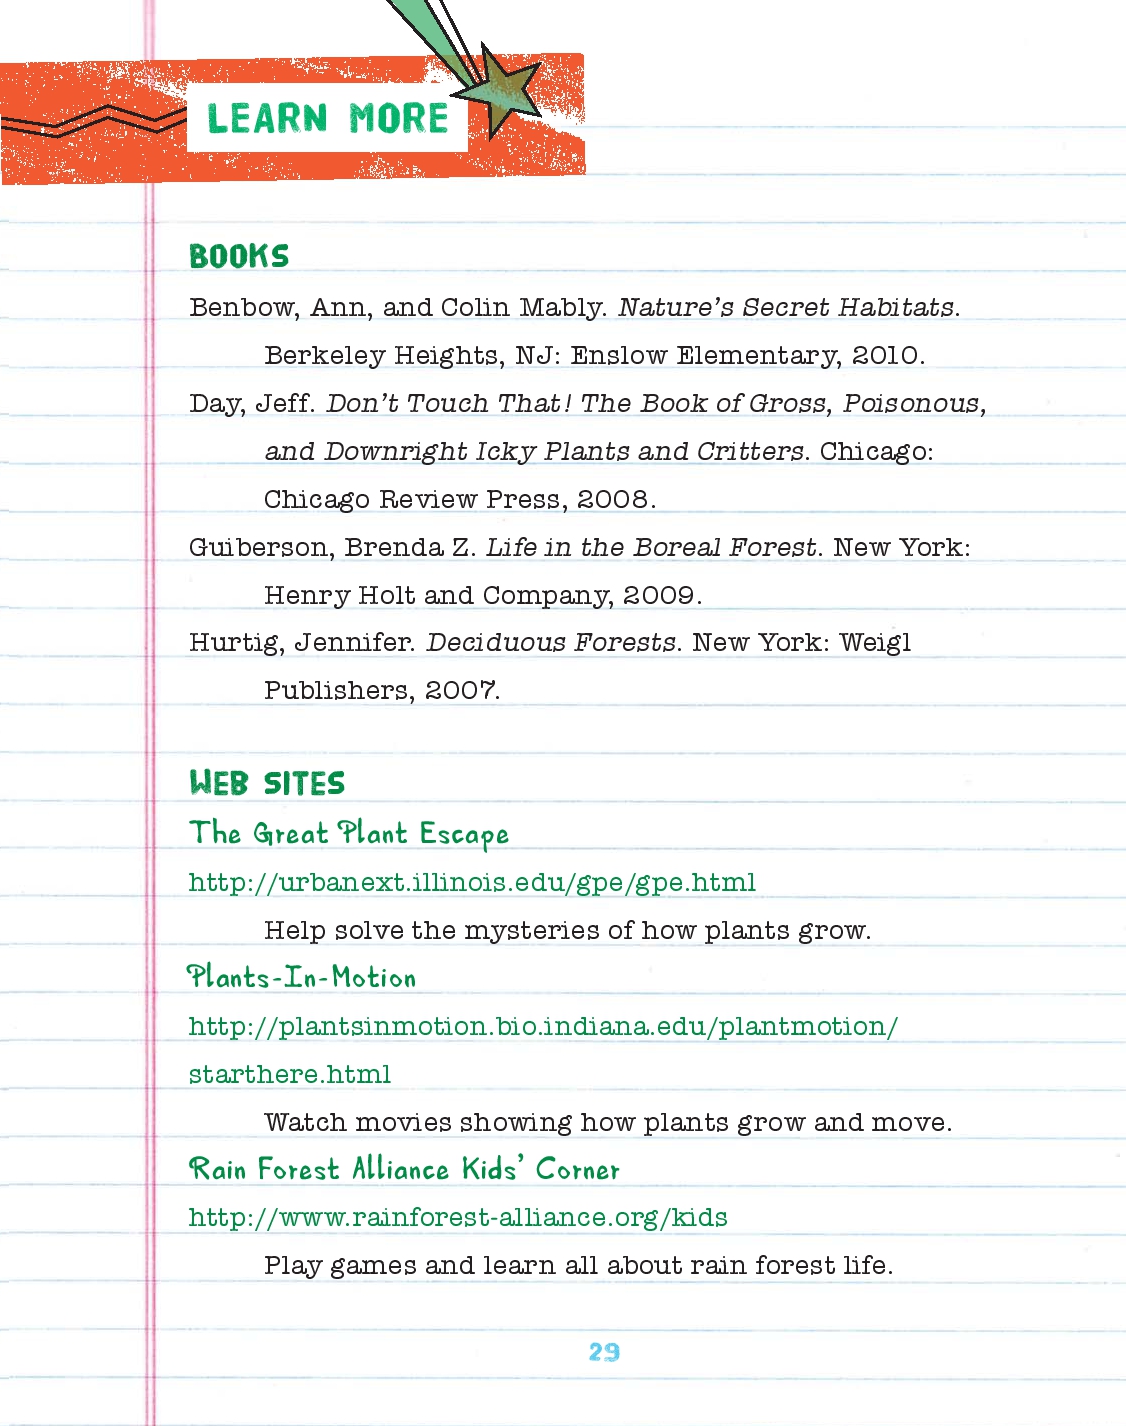 LEARN MORE
BOOKS
Benbow, Ann, and Colin Mably. Nature's Secret Habitats.
Berkeley Heights, NJ: Enslow Elementary, 2010.
Day, Jeff. Don't Touch That! The Book of Gross, Poisonous,
and Downright Icky Plants and Critters. Chicago:
Chicago Review Press, 2008.
Guiberson, Brenda Z. Life in the Boreal Forest. New York:
Henry Holt and Company, 2009.
Hurtig, Jennifer. Deciduous Forests. New York: Weigl
Publishers, 2007.
WEB SITES
The Great Plant Escape
http://urbanext.illinois.edu/gpe/gpe.html
Help solve the mysteries of how plants grow.
Plants-In-Motion
http://plantsinmotion.bio.indiana.edu/plantmotion/
starthere.html
Watch movies showing how plants grow and move.
Rain Forest Alliance Kids' Corner
http://www.rainforest-alliance.org/kids
Play games and learn all about rain forest life.
29